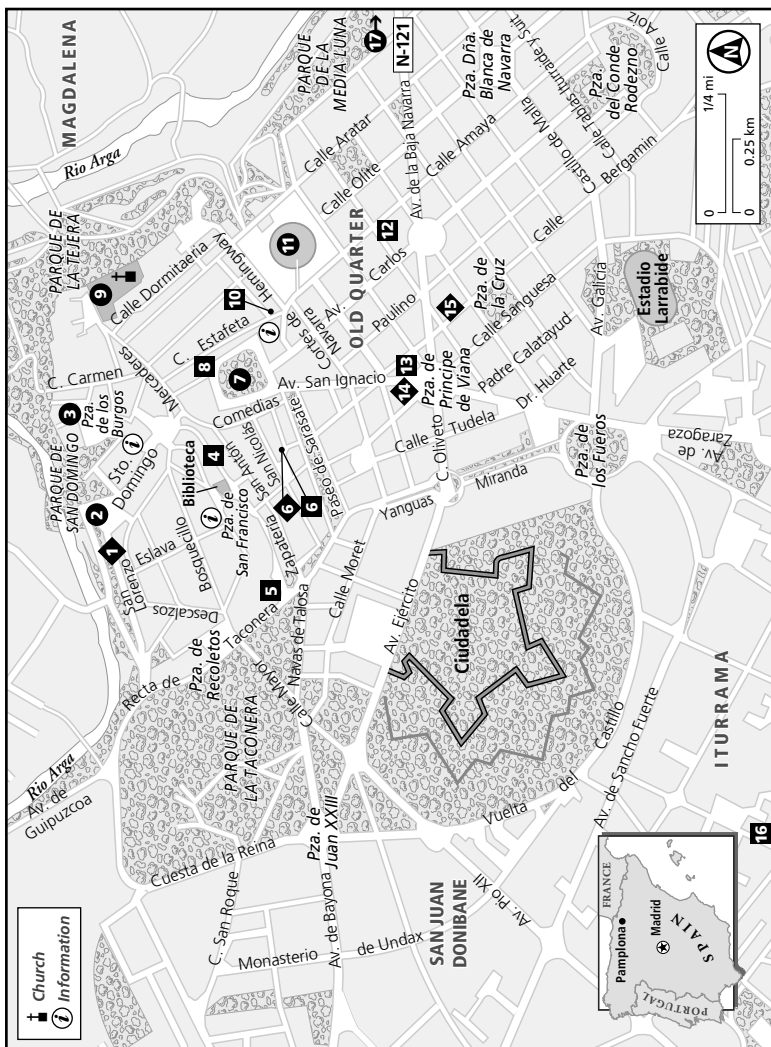 Church
Information
Rio Arga
Av. de
Guipuzcoa
Cuesta de la Reina
C. San Roque
Monasterio
de Undax
Av. de Bayona
Pza. de
Juan XXIII
SAN JUAN
DONIBANE
Av. Pio XII
PARQUE DE
LA TACONERA
Recta de
Taconera
Pza. de
Recoletos
Calle Mayor
Navas de Talosa
Descalzos
San
Lorenzo
Eslava
Bosquecillo
1
2
PARQUE DE
SAN DOMINGO
3
Pza.
de los
Burgos
Sto.
Domingo
Biblioteca
Pza. de
San Francisco
Zapateria
San Antón
San Nicolás
4
5
6
6
Paseo de Sarasate
Comedias
Calle Moret
Yanguas
Miranda
Av. Ejército
Ciudadela
Vuelta
del
Castillo
Av. de Sancho Fuerte
ITURRAMA
16
FRANCE
Pamplona
Madrid
SPAIN
PORTUGAL
C. Carmen
Mercaderes
Calle Dormitaeria
C. Estafeta
PARQUE DE
LA TEJERA
9
8
7
10
Hemingway
11
Rio Arga
MAGDALENA
Cortes de
Navarra
Av.
Carlos
OLD QUARTER
Av. San Ignacio
Paulino
12
13
14
15
Pza. de
Principe
de Viana
Pza. de
la Cruz
C. Oliveto
Calle Tudela
Calle Sanguesa
Padre Calatayud
Dr. Huarte
Pza. de
los Fueros
Av. de
Zaragoza
Av. Galicia
Estadio
Larrabide
Calle
Bergamin
PARQUE
DE LA
MEDIA LUNA
17
N-121
Calle Aratar
Calle Olite
Av. de la Baja Navarra
Calle Amaya
Pza. Dña.
Blanca de
Navarra
Castillo de Malla
Calle Tablas Iturraide y Suit
Pza.
del Conde
Rodezno
Calle Aoiz
N
0
1/4 mi
0
0.25 km